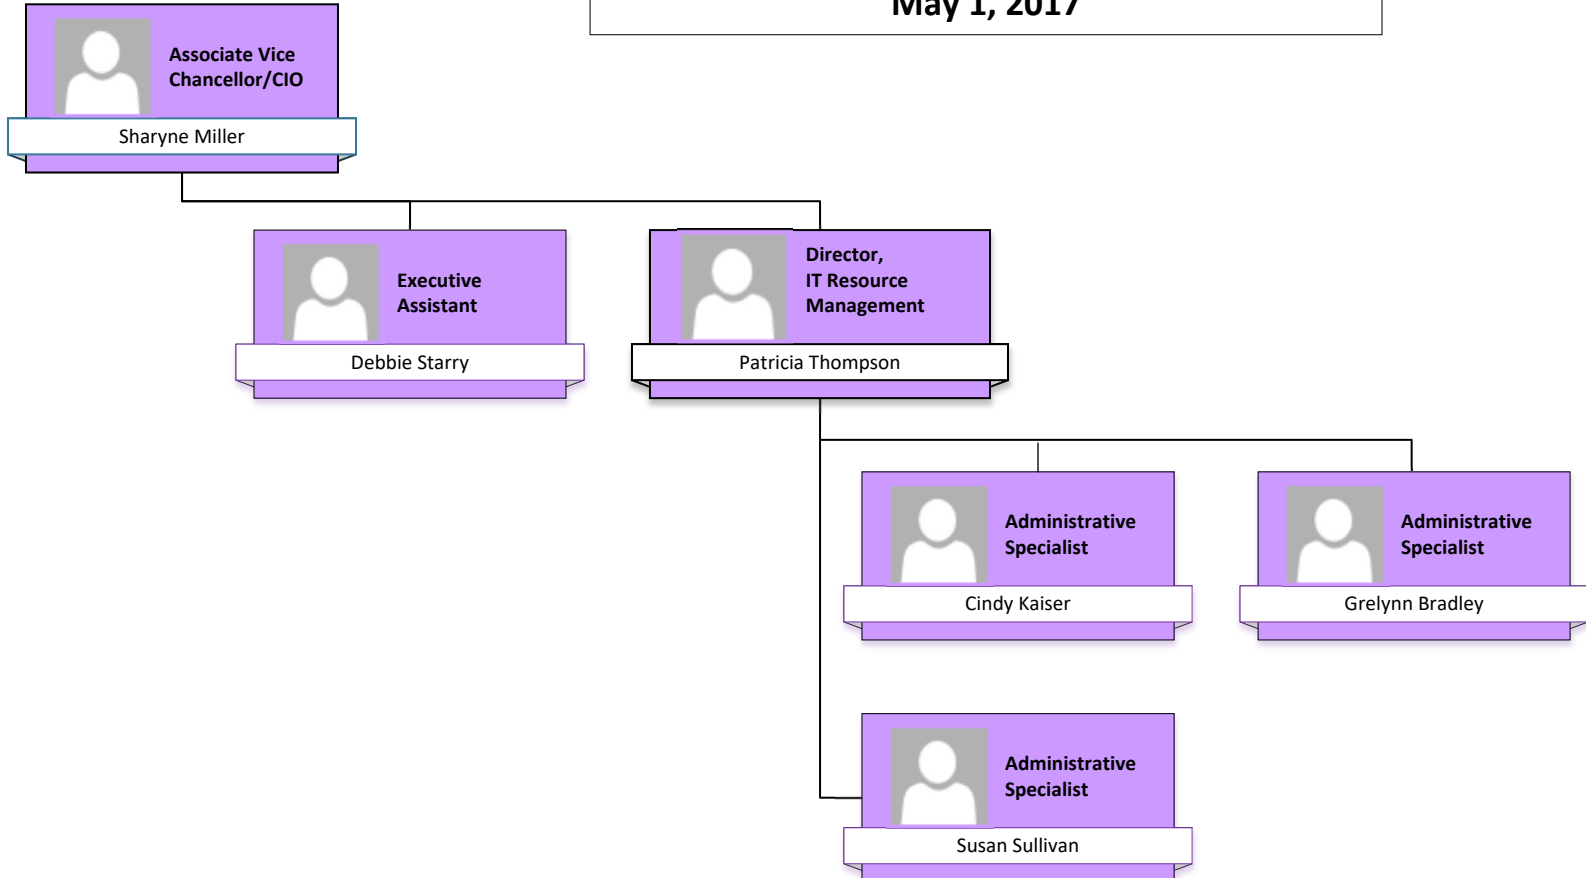 May 1, 2017
Associate Vice
Chancellor/CIO
Sharyne Miller
Executive
Assistant
Debbie Starry
Director,
IT Resource
Management
Patricia Thompson
Administrative
Specialist
Cindy Kaiser
Administrative
Specialist
Grelynn Bradley
Administrative
Specialist
Susan Sullivan